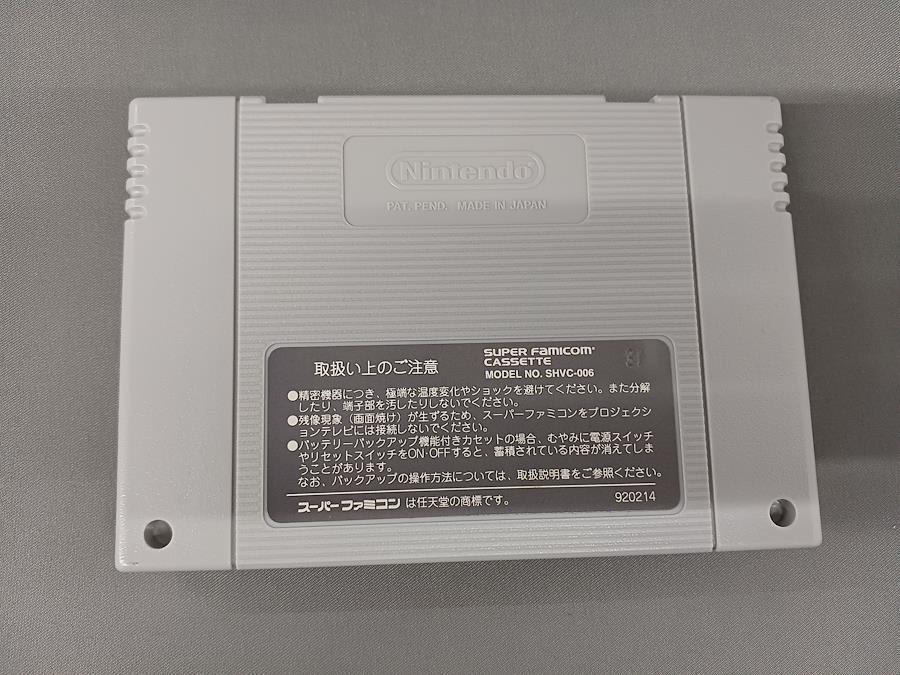 Nintendo
PAT. PEND. MADE IN JAPAN
取扱い上のご注意
SUPER FAMICOM
CASSETTE
MODEL NO. SHVC-006
●精密機器につき、極端な温度変化やショックを避けてください。また分解
したり、端子部を汚したりしないでください。
●残像現象（画面焼け）が生ずるため、スーパーファミコンをプロジェクシ
ョンテレビには接続しないでください。
●バッテリーバックアップ機能付きカセットの場合、むやみに電源スイッチ
やリセットスイッチをON・OFFすると、蓄積されている内容が消えてしま
うことがあります。
なお、バックアップの操作方法については、取扱説明書をご参照ください。
スーパーファミコン は任天堂の商標です。
920214